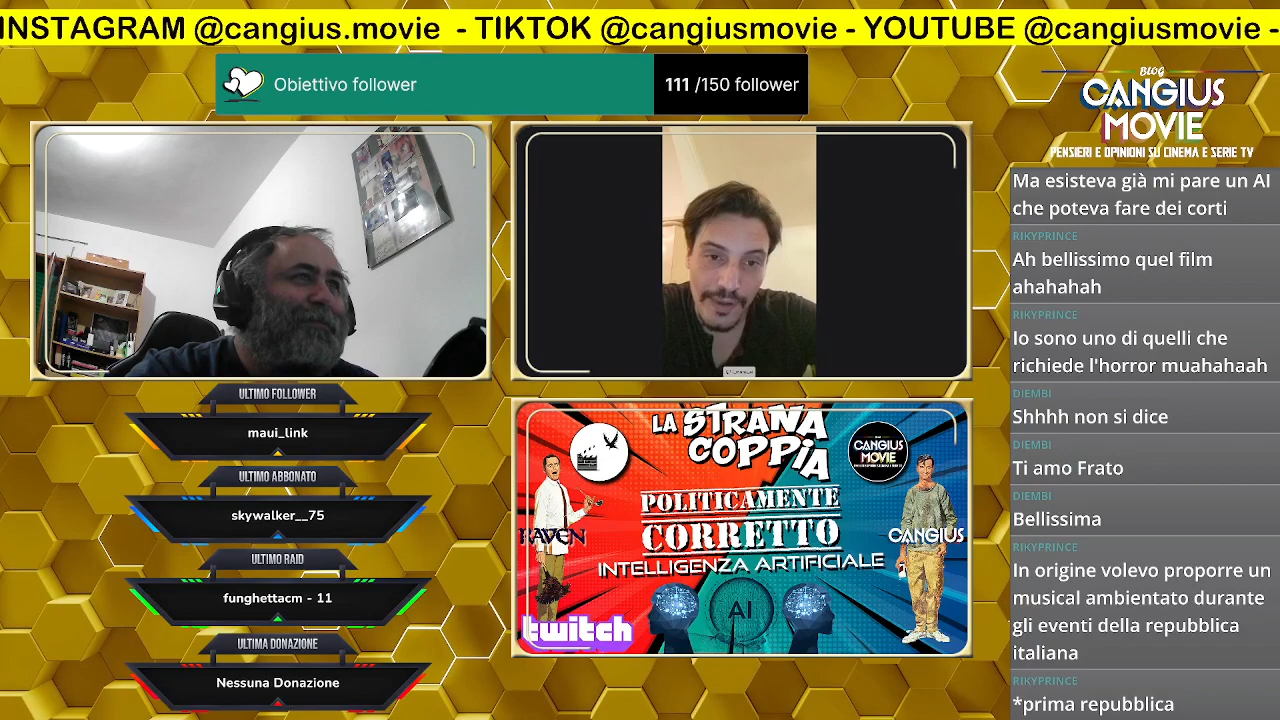 INSTAGRAM @cangius.movie - TIKTOK @cangiusmovie - YOUTUBE @cangiusmovie -
Obiettivo follower
111 /150 follower
BLOG
CANGIUS
MOVIE
PENSIERI E OPINIONI SU CINEMA E SERIE TV
Ma esisteva già mi pare un AI
che poteva fare dei corti
RIKYPRINCE
Ah bellissimo quel film
ahahahah
RIKYPRINCE
Io sono uno di quelli che
richiede l'horror muahahaah
DIEMBI
Shhhh non si dice
DIEMBI
Ti amo Frato
DIEMBI
Bellissima
RIKYPRINCE
In origine volevo proporre un
musical ambientato durante
gli eventi della repubblica
italiana
RIKYPRINCE
*prima repubblica
ULTIMO FOLLOWER
maui_link
ULTIMO ABBONATO
skywalker__75
ULTIMO RAID
funghettacm - 11
ULTIMA DONAZIONE
Nessuna Donazione
LA STRANA
COPPIA
CANGIUS
MOVIE
POLITICAMENTE
CORRETTO
INTELLIGENZA ARTIFICIALE
RAVEN
CANGIUS
AI
twitch